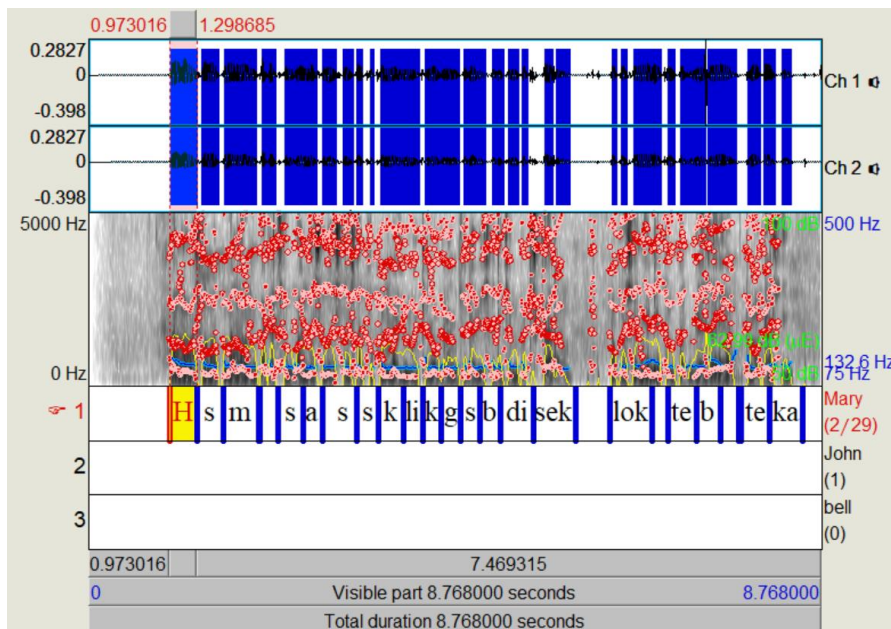 0.973016 1.298685
0.2827
0
-0.398
Ch 1
0.2827
0
-0.398
Ch 2
5000 Hz
500 Hz
0 Hz
132.6 Hz
75 Hz
1 H s m s a s s k li k g s b di sek lok te b te ka Mary
(2/29)
2 John
(1)
3 bell
(0)
0.973016 7.469315
0 Visible part 8.768000 seconds 8.768000
Total duration 8.768000 seconds